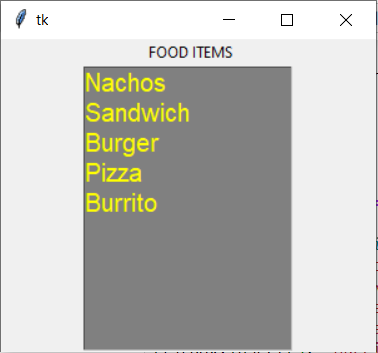 tk
FOOD ITEMS
Nachos
Sandwich
Burger
Pizza
Burrito